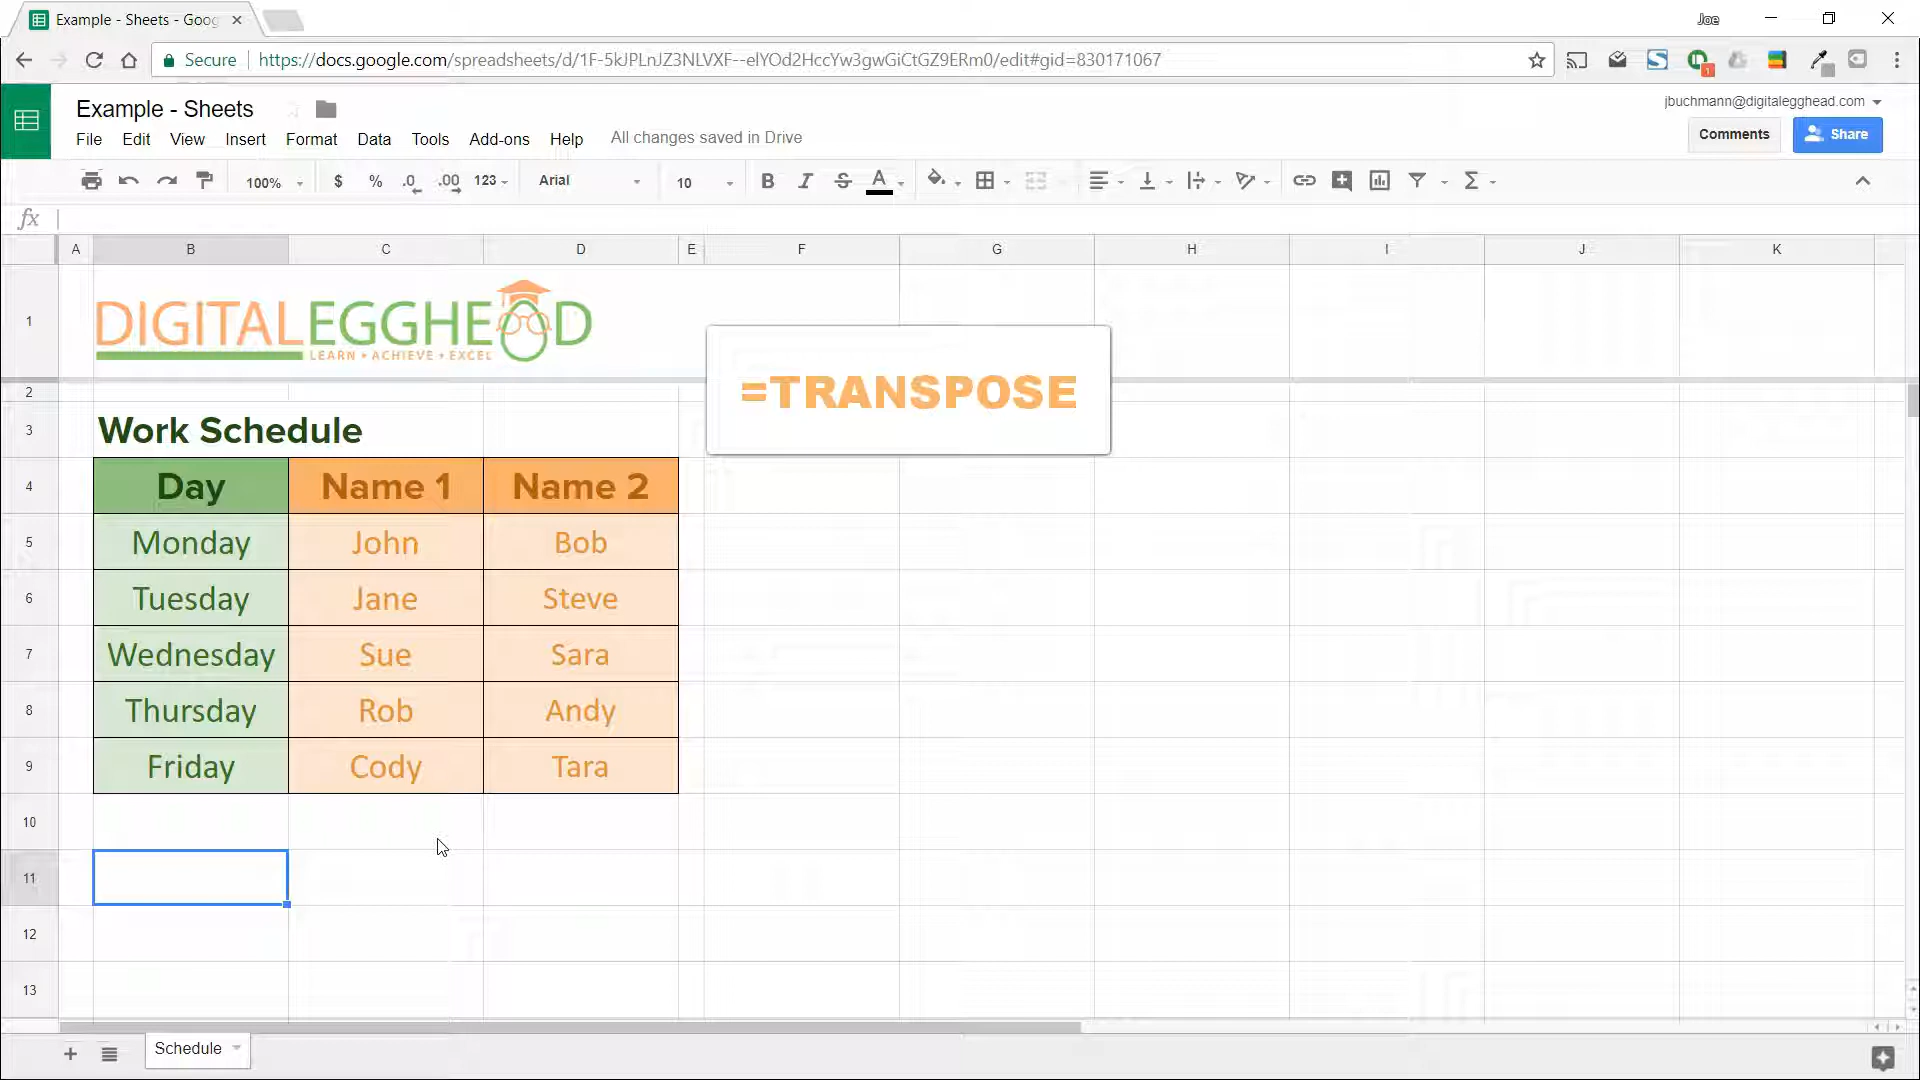 Example - Sheets - Goog
Joe
Secure
https://docs.google.com/spreadsheets/d/1F-5kJPLnJZ3NLVXF--elYOd2HccYw3gwGiCtGZ9ERm0/edit#gid=830171067
1
Example - Sheets
jbuchmann@digitalegghead.com
File Edit View Insert Format Data Tools Add-ons Help All changes saved in Drive
Comments Share
100% $ % .0 .00 123 Arial 10 B I S A Σ
fx
A B C D E F G H I J K
1
DIGITALEGGHEAD
LEARN • ACHIEVE • EXCEL
=TRANSPOSE
2
3 Work Schedule
4 Day Name 1 Name 2
5 Monday John Bob
6 Tuesday Jane Steve
7 Wednesday Sue Sara
8 Thursday Rob Andy
9 Friday Cody Tara
10
11
12
13
Schedule